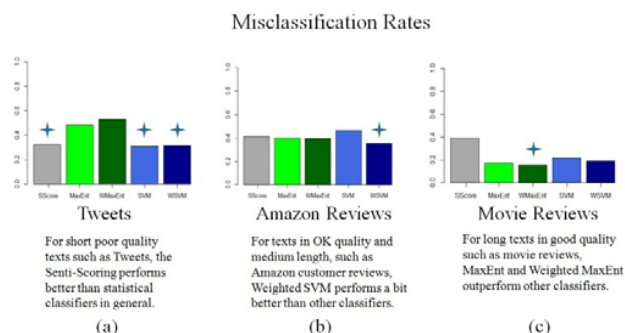 Misclassification Rates
0.0 0.2 0.4 0.6 0.8 1.0
SScore MaxEnt WMaxEnt SVM WSVM
Tweets
For short poor quality
texts such as Tweets, the
Senti-Scoring performs
better than statistical
classifiers in general.
(a)
0.0 0.2 0.4 0.6 0.8 1.0
SScore MaxEnt WMaxEnt SVM WSVM
Amazon Reviews
For texts in OK quality and
medium length, such as
Amazon customer reviews,
Weighted SVM performs a bit
better than other classifiers.
(b)
0.0 0.2 0.4 0.6 0.8 1.0
SScore MaxEnt WMaxEnt SVM WSVM
Movie Reviews
For long texts in good quality
such as movie reviews,
MaxEnt and Weighted MaxEnt
outperform other classifiers.
(c)